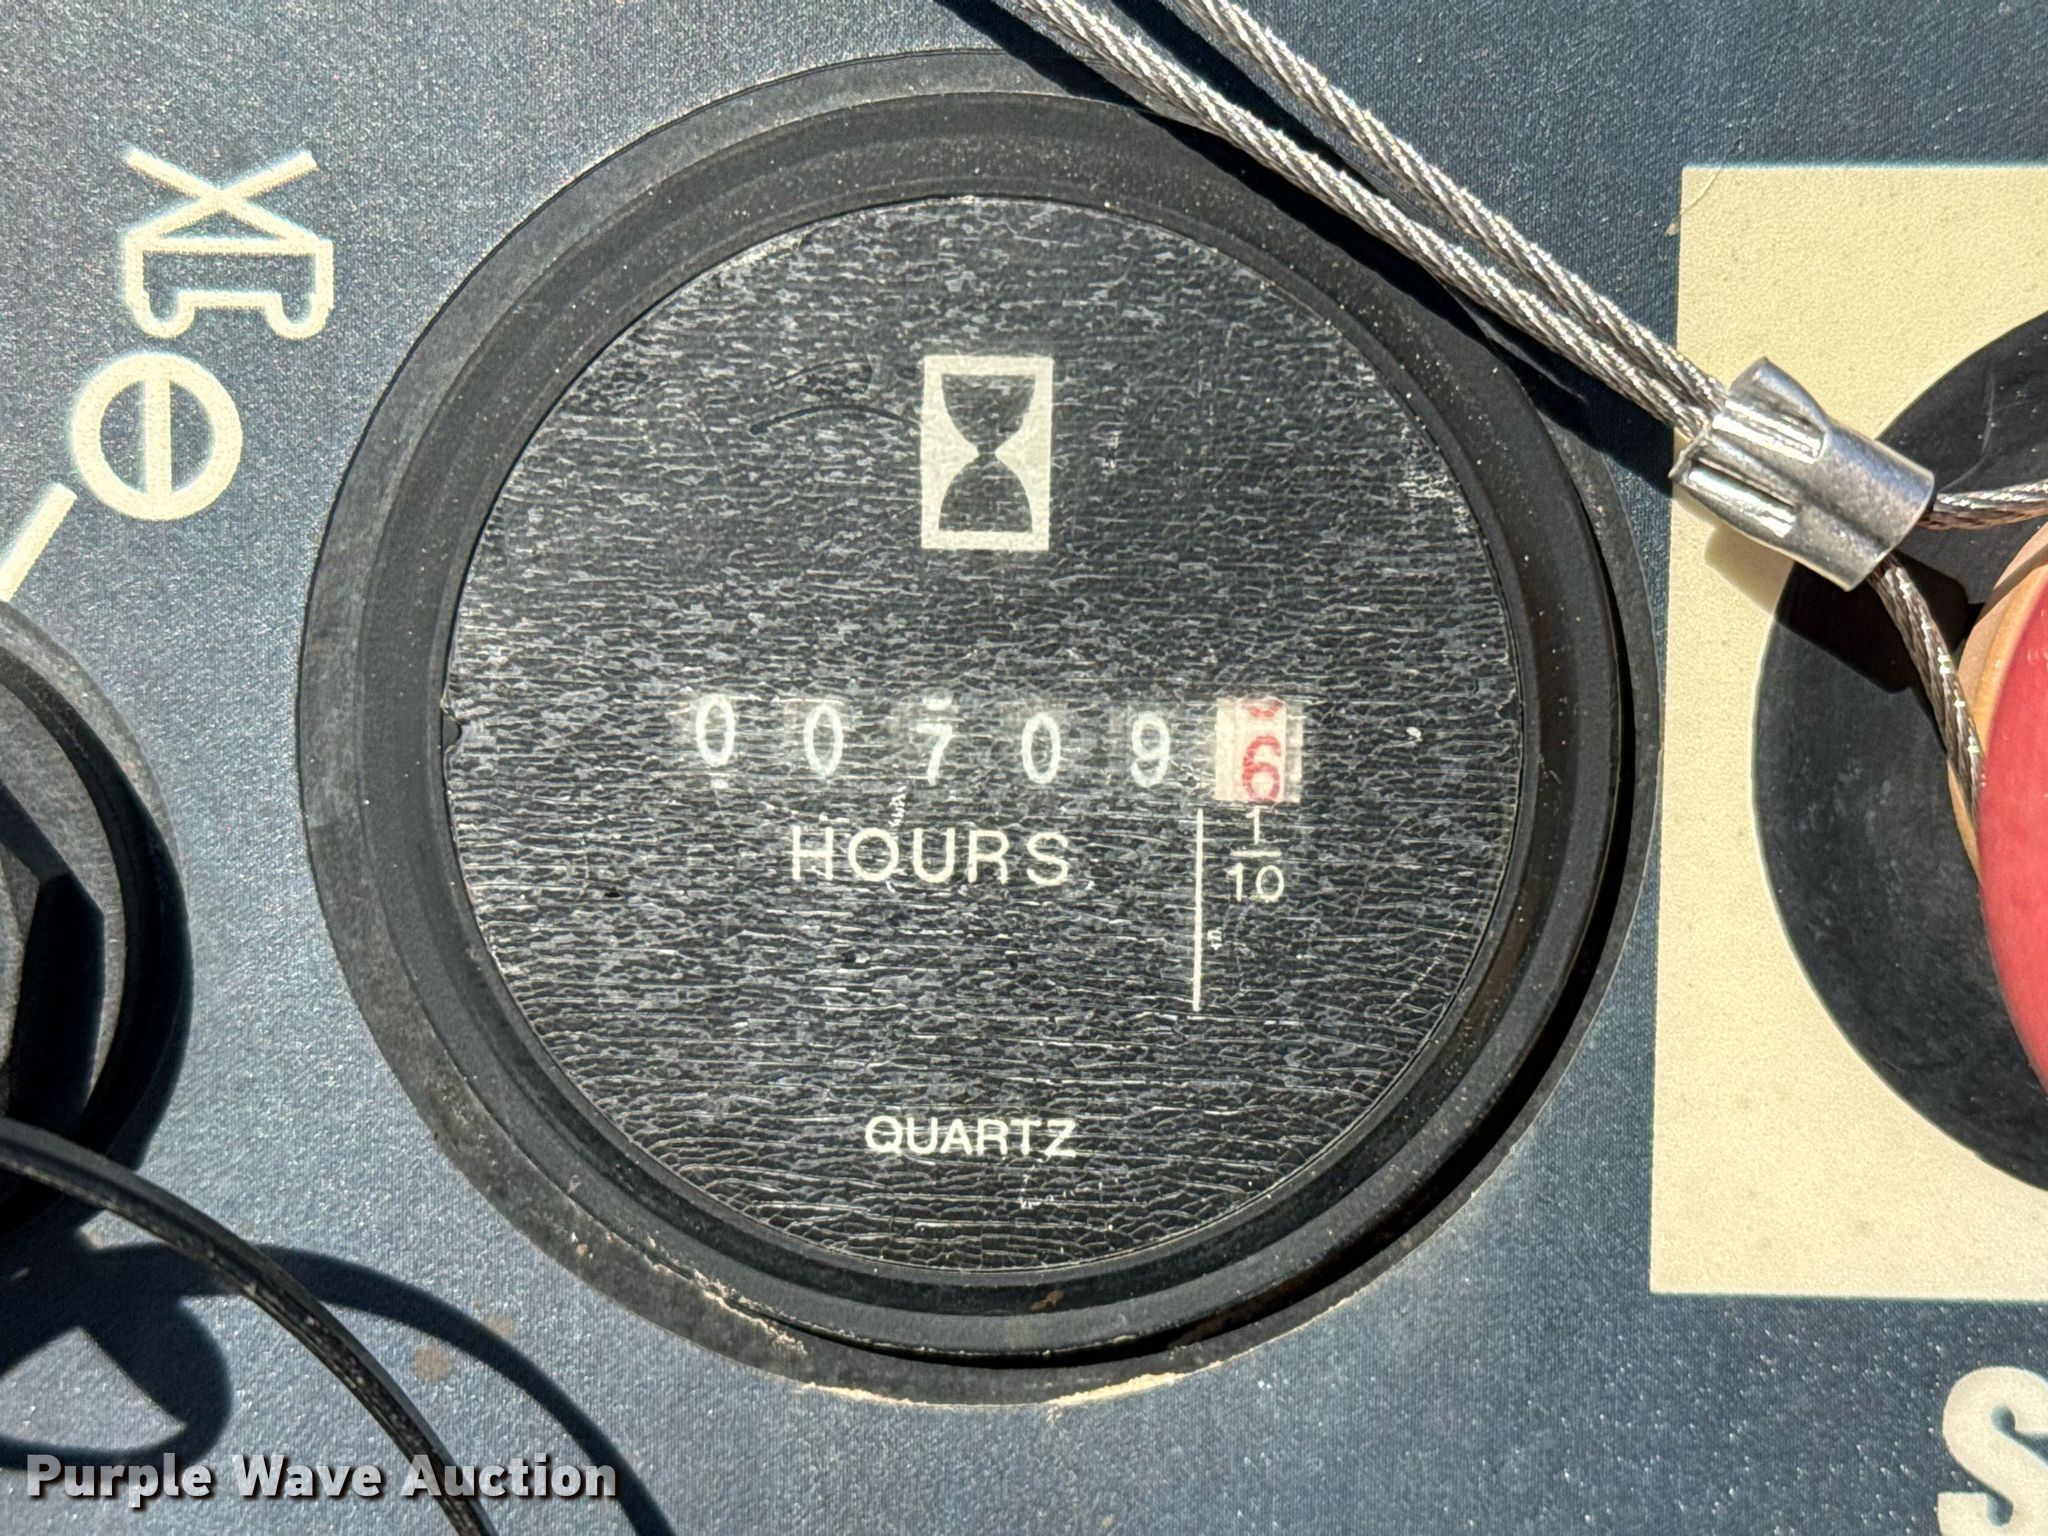 007096
HOURS
1
10
QUARTZ
S
Purple Wave Auction